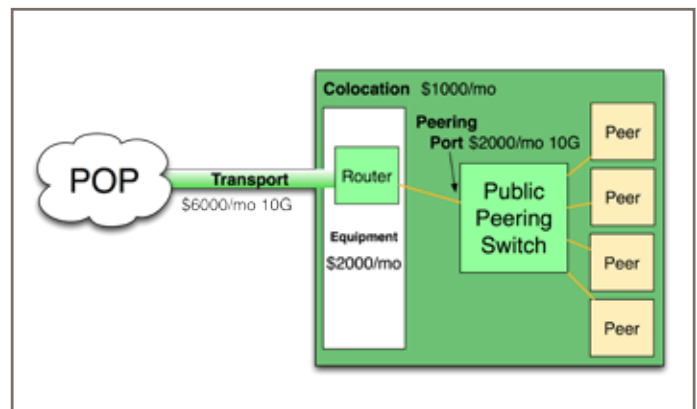 Colocation $1000/mo
Peering
Port $2000/mo 10G
POP
Transport
$6000/mo 10G
Router
Equipment
$2000/mo
Public
Peering
Switch
Peer
Peer
Peer
Peer